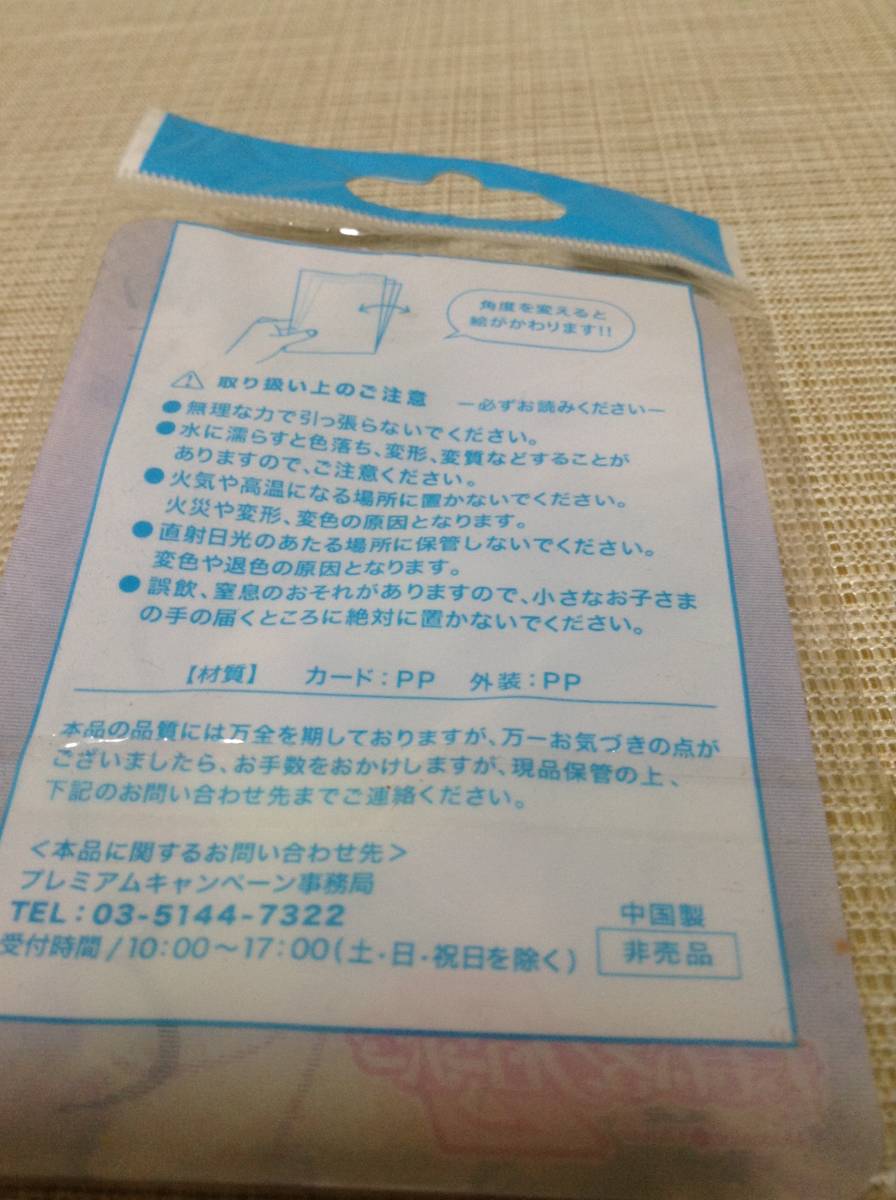 角度を変えると
絵がかわります!!
取り扱い上のご注意 ー必ずお読みくださいー
●無理な力で引っ張らないでください。
●水に濡らすと色落ち、変形、変質などすることが
ありますので、ご注意ください。
●火気や高温になる場所に置かないでください。
火災や変形、変色の原因となります。
●直射日光のあたる場所に保管しないでください。
変色や退色の原因となります。
●誤飲、窒息のおそれがありますので、小さなお子さま
の手の届くところに絶対に置かないでください。
【材質】 カード：PP 外装：PP
本品の品質には万全を期しておりますが、万一お気づきの点が
ございましたら、お手数をおかけしますが、現品保管の上、
下記のお問い合わせ先までご連絡ください。
＜本品に関するお問い合わせ先＞
プレミアムキャンペーン事務局
TEL：03-5144-7322
受付時間/10:00〜17:00(土・日・祝日を除く)
中国製
非売品